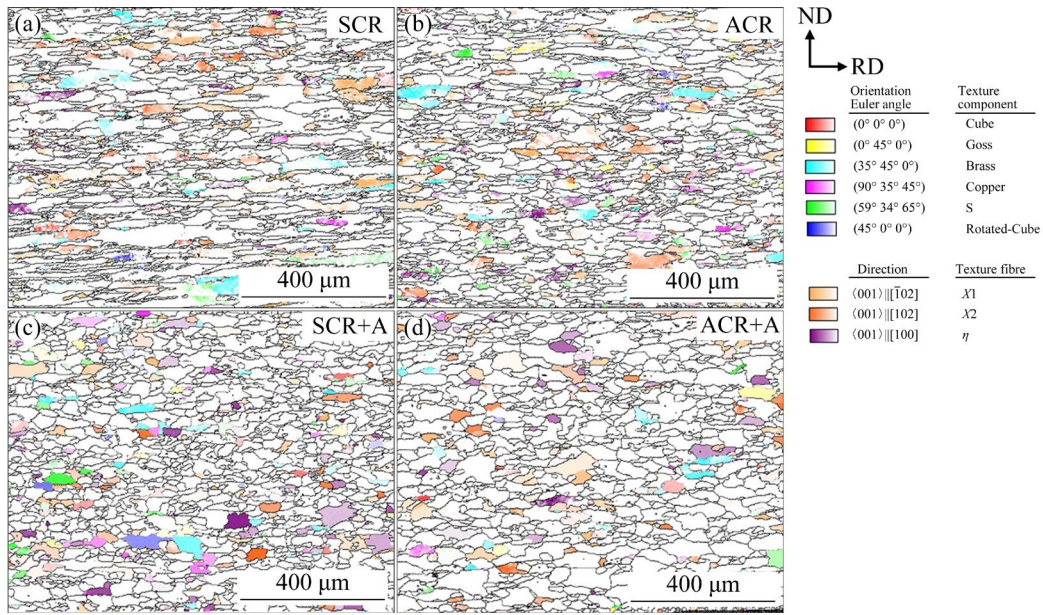 (a) SCR
(b) ACR
ND
RD
400 μm
400 μm
(c) SCR+A
(d) ACR+A
400 μm
400 μm
Orientation Texture
Euler angle component
(0° 0° 0°) Cube
(0° 45° 0°) Goss
(35° 45° 0°) Brass
(90° 35° 45°) Copper
(59° 34° 65°) S
(45° 0° 0°) Rotated-Cube
Direction Texture fibre
⟨001⟩||[1̅02] X1
⟨001⟩||[102] X2
⟨001⟩||[100] η